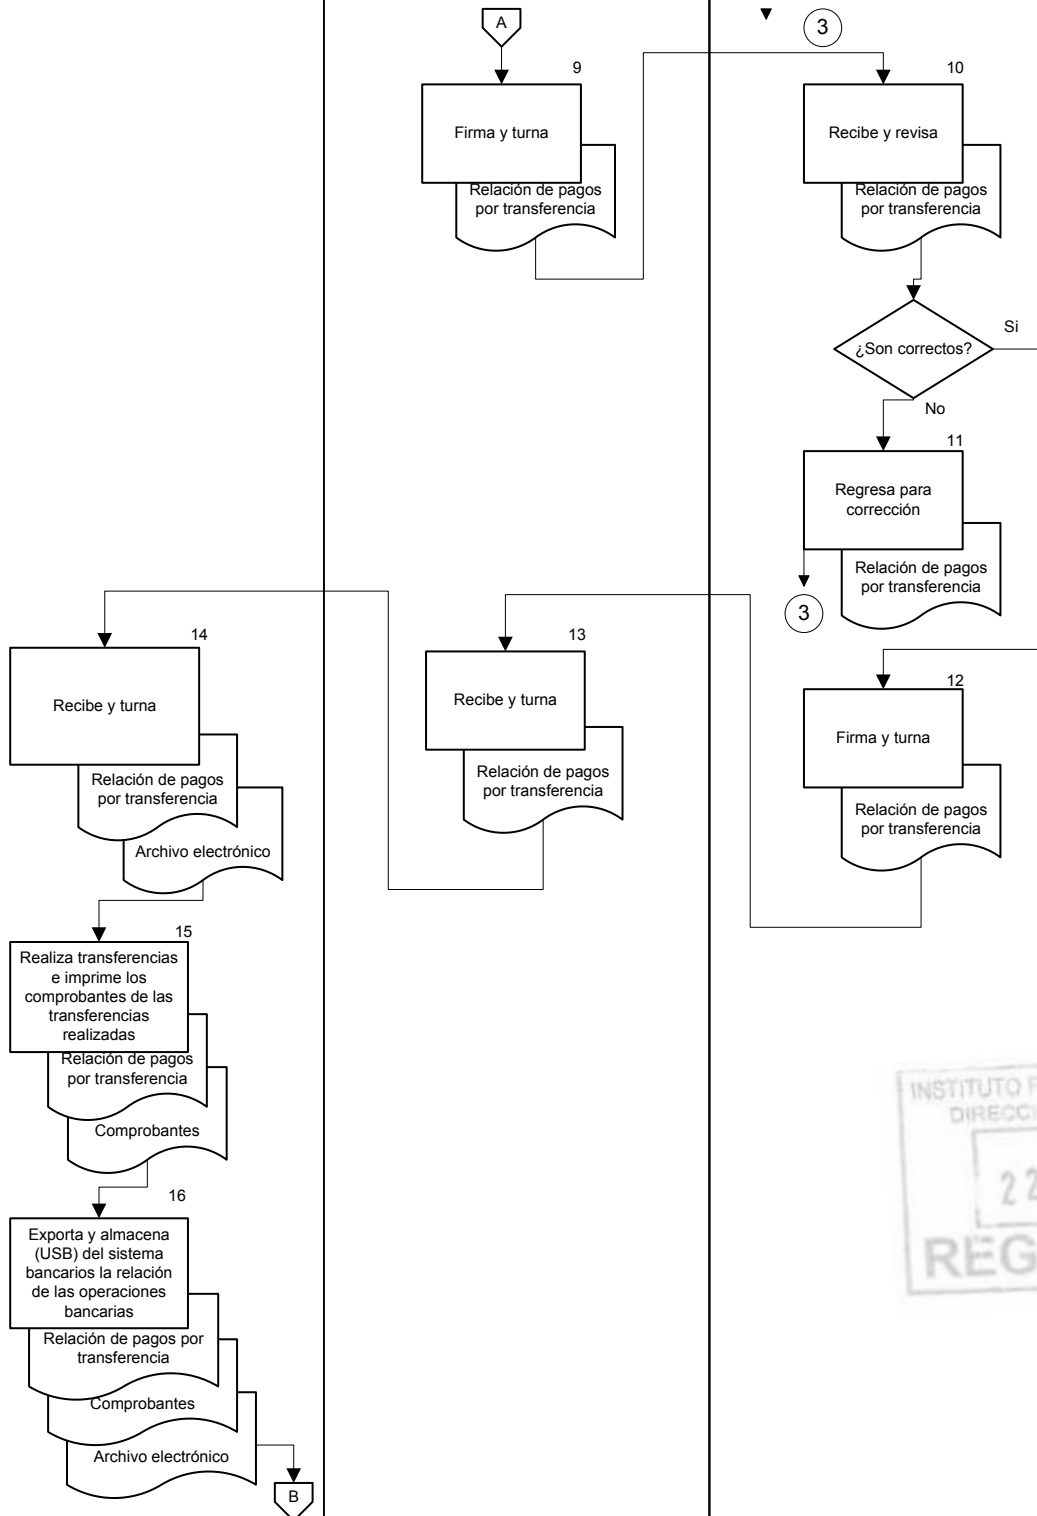 A
3
9
Firma y turna
Relación de pagos
por transferencia
10
Recibe y revisa
Relación de pagos
por transferencia
¿Son correctos?
Si
No
11
Regresa para
corrección
Relación de pagos
por transferencia
3
12
Firma y turna
Relación de pagos
por transferencia
13
Recibe y turna
Relación de pagos
por transferencia
14
Recibe y turna
Relación de pagos
por transferencia
Archivo electrónico
15
Realiza transferencias
e imprime los
comprobantes de las
transferencias
realizadas
Relación de pagos
por transferencia
Comprobantes
16
Exporta y almacena
(USB) del sistema
bancarios la relación
de las operaciones
bancarias
Relación de pagos por
transferencia
Comprobantes
Archivo electrónico
B
INSTITUTO